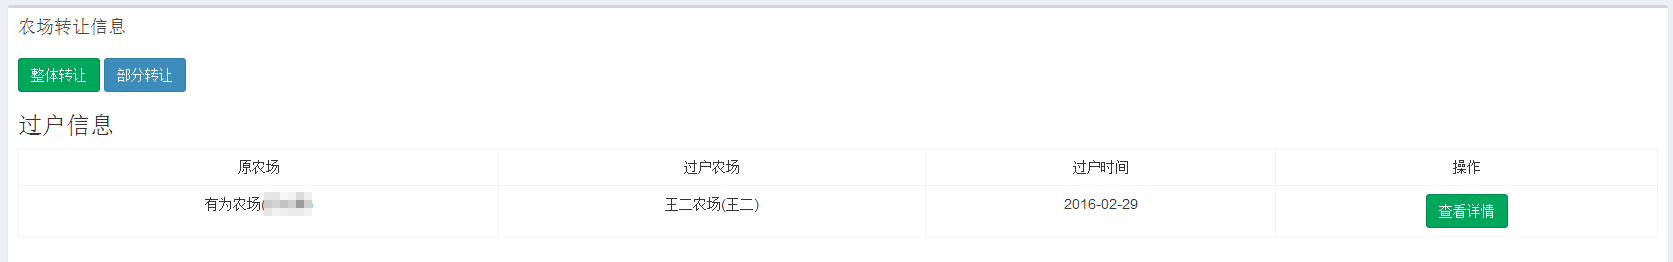 农场转让信息
整体转让 部分转让
过户信息
原农场 过户农场 过户时间 操作
有为农场( ) 王二农场(王二) 2016-02-29 查看详情